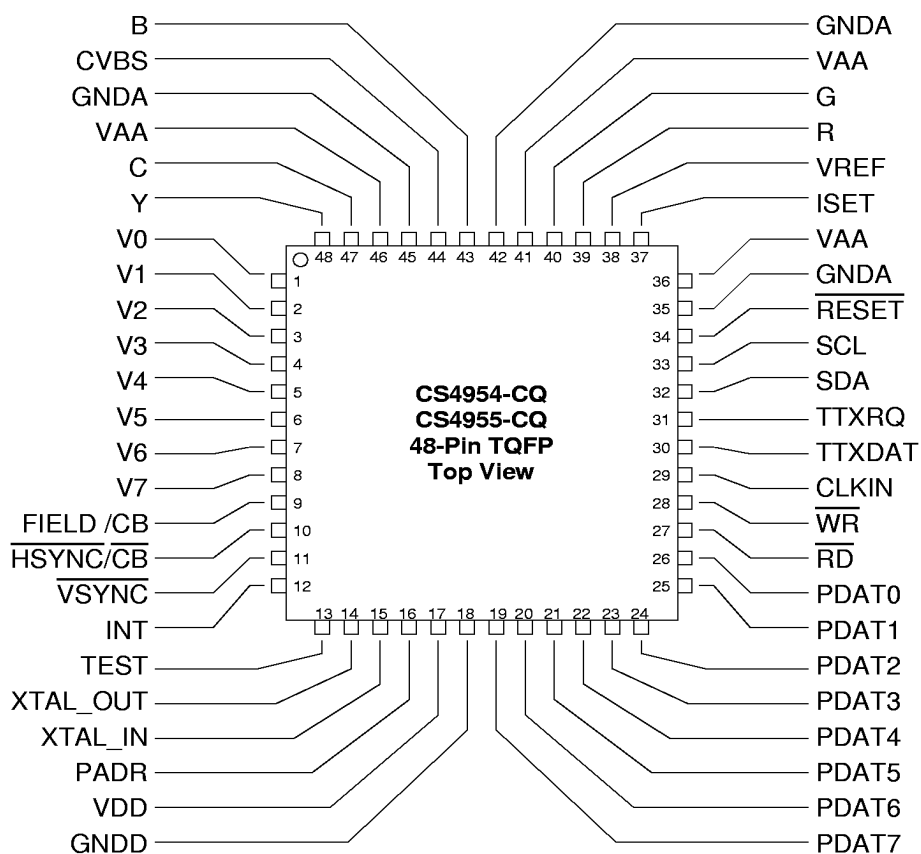 B
CVBS
GNDA
VAA
C
Y
V0
V1
V2
V3
V4
V5
V6
V7
FIELD /CB
HSYNC/CB
VSYNC
INT
TEST
XTAL_OUT
XTAL_IN
PADR
VDD
GNDD
48 47 46 45 44 43 42 41 40 39 38 37
1
2
3
4
5
6
7
8
9
10
11
12
CS4954-CQ
CS4955-CQ
48-Pin TQFP
Top View
36
35
34
33
32
31
30
29
28
27
26
25
13 14 15 16 17 18 19 20 21 22 23 24
GNDA
VAA
G
R
VREF
ISET
VAA
GNDA
RESET
SCL
SDA
TTXRQ
TTXDAT
CLKIN
WR
RD
PDAT0
PDAT1
PDAT2
PDAT3
PDAT4
PDAT5
PDAT6
PDAT7